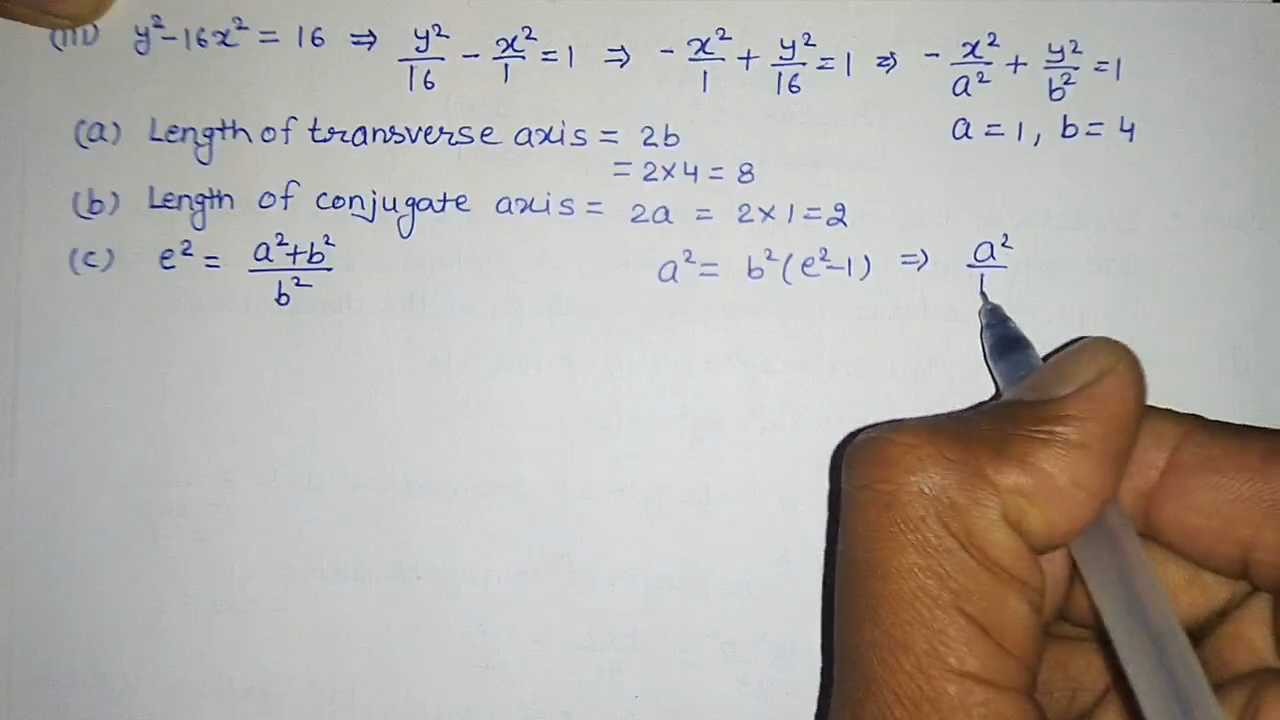 (iii) y²-16x² = 16 ⇒ y²/16 - x²/1 = 1 ⇒ - x²/1 + y²/16 = 1 ⇒ - x²/a² + y²/b² = 1
a = 1, b = 4
(a) Length of transverse axis = 2b
= 2×4 = 8
(b) Length of conjugate axis = 2a = 2×1 = 2
(c) e² = a²+b²/b² a² = b²(e²-1) ⇒ a²/